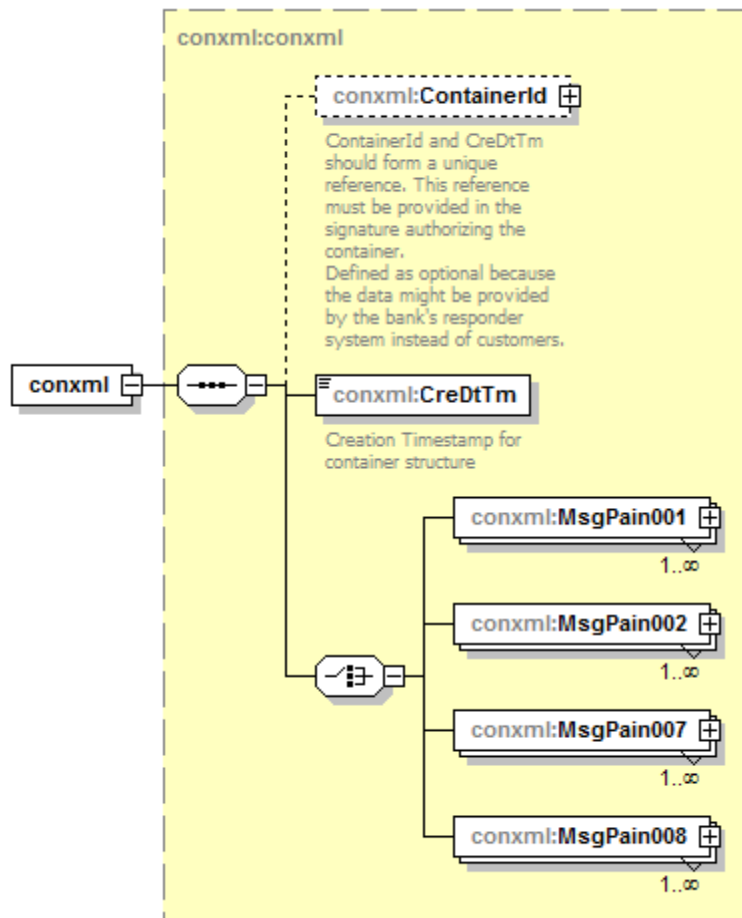 conxml:conxml
conxml:ContainerId
ContainerId and CreDtTm
should form a unique
reference. This reference
must be provided in the
signature authorizing the
container.
Defined as optional because
the data might be provided
by the bank's responder
system instead of customers.
conxml
conxml:CreDtTm
Creation Timestamp for
container structure
conxml:MsgPain001
1..∞
conxml:MsgPain002
1..∞
conxml:MsgPain007
1..∞
conxml:MsgPain008
1..∞